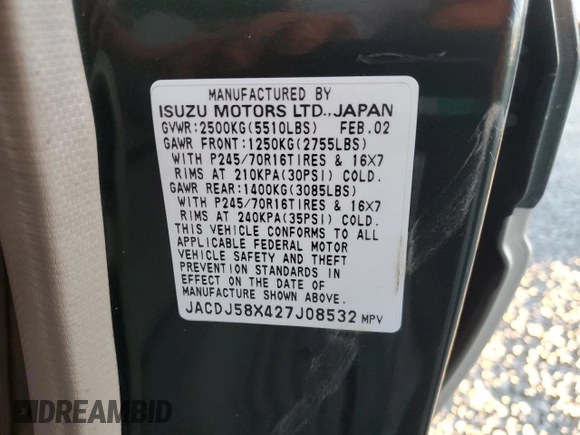 MANUFACTURED BY
ISUZU MOTORS LTD., JAPAN
GVWR:2500KG(5510LBS) FEB.02
GAWR FRONT:1250KG(2755LBS)
WITH P245/70R16TIRES & 16X7
RIMS AT 210KPA(30PSI) COLD.
GAWR REAR:1400KG(3085LBS)
WITH P245/70R16TIRES & 16X7
RIMS AT 240KPA(35PSI) COLD.
THIS VEHICLE CONFORMS TO ALL
APPLICABLE FEDERAL MOTOR
VEHICLE SAFETY AND THEFT
PREVENTION STANDARDS IN
EFFECT ON THE DATE OF
MANUFACTURE SHOWN ABOVE.
JACDJ58X427J08532 MPV
DREAMBID